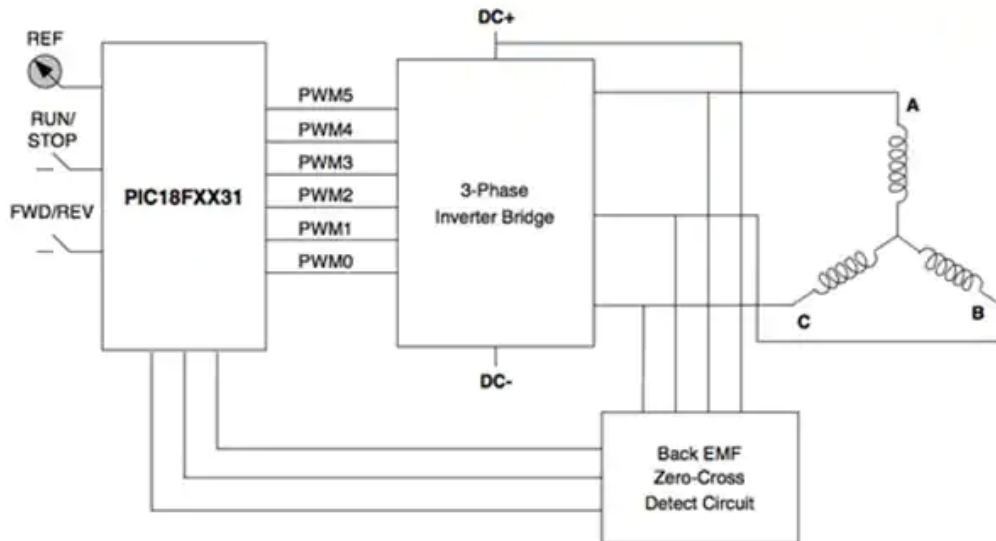 DC+
REF
RUN/
STOP
FWD/REV
PIC18FXX31
PWM5
PWM4
PWM3
PWM2
PWM1
PWM0
3-Phase
Inverter Bridge
A
B
C
DC-
Back EMF
Zero-Cross
Detect Circuit